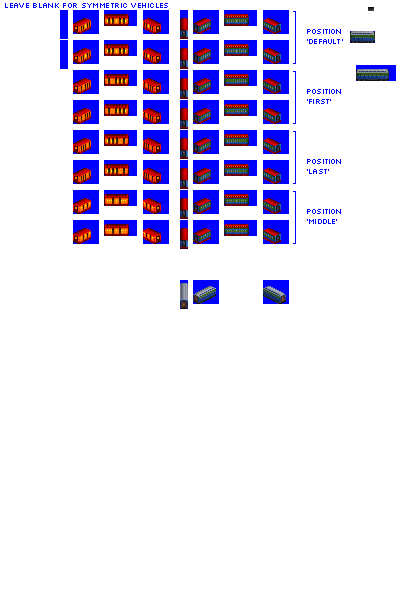 LEAVE BLANK FOR SYMMETRIC VEHICLES
POSITION
'DEFAULT'
POSITION
'FIRST'
POSITION
'LAST'
POSITION
'MIDDLE'